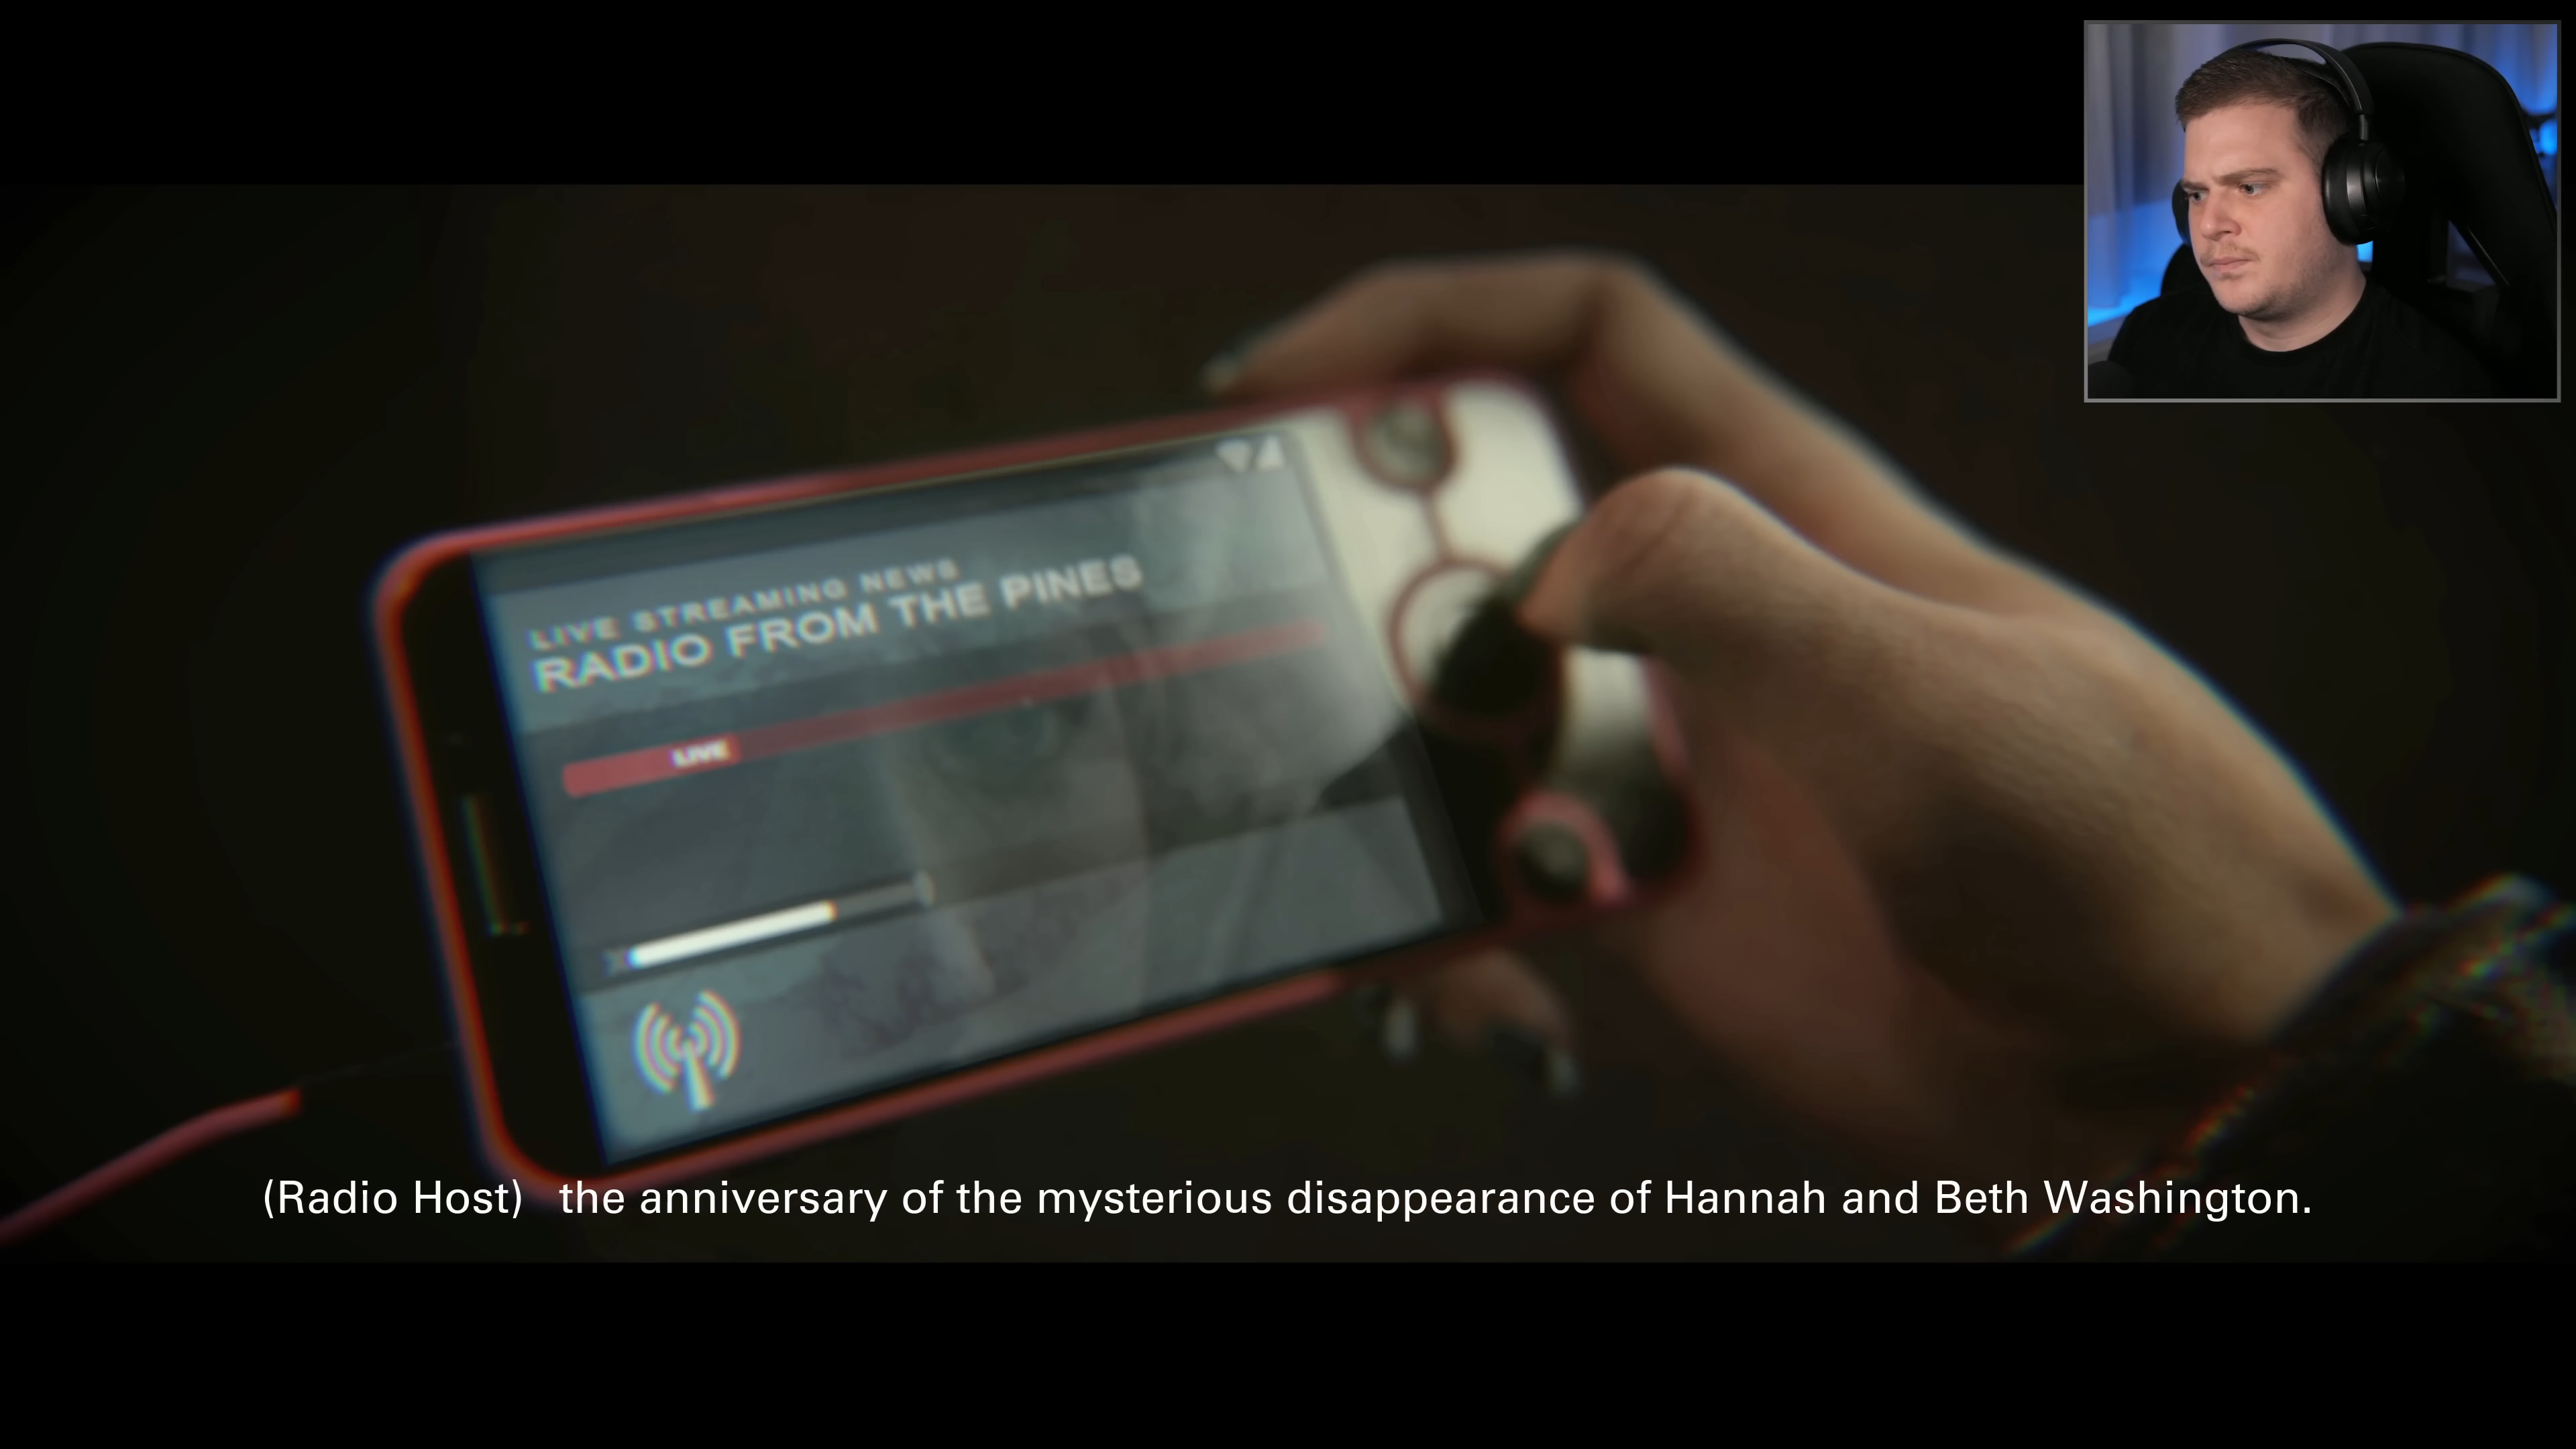 LIVE STREAMING NEWS
RADIO FROM THE PINES
LIVE
(Radio Host) the anniversary of the mysterious disappearance of Hannah and Beth Washington.